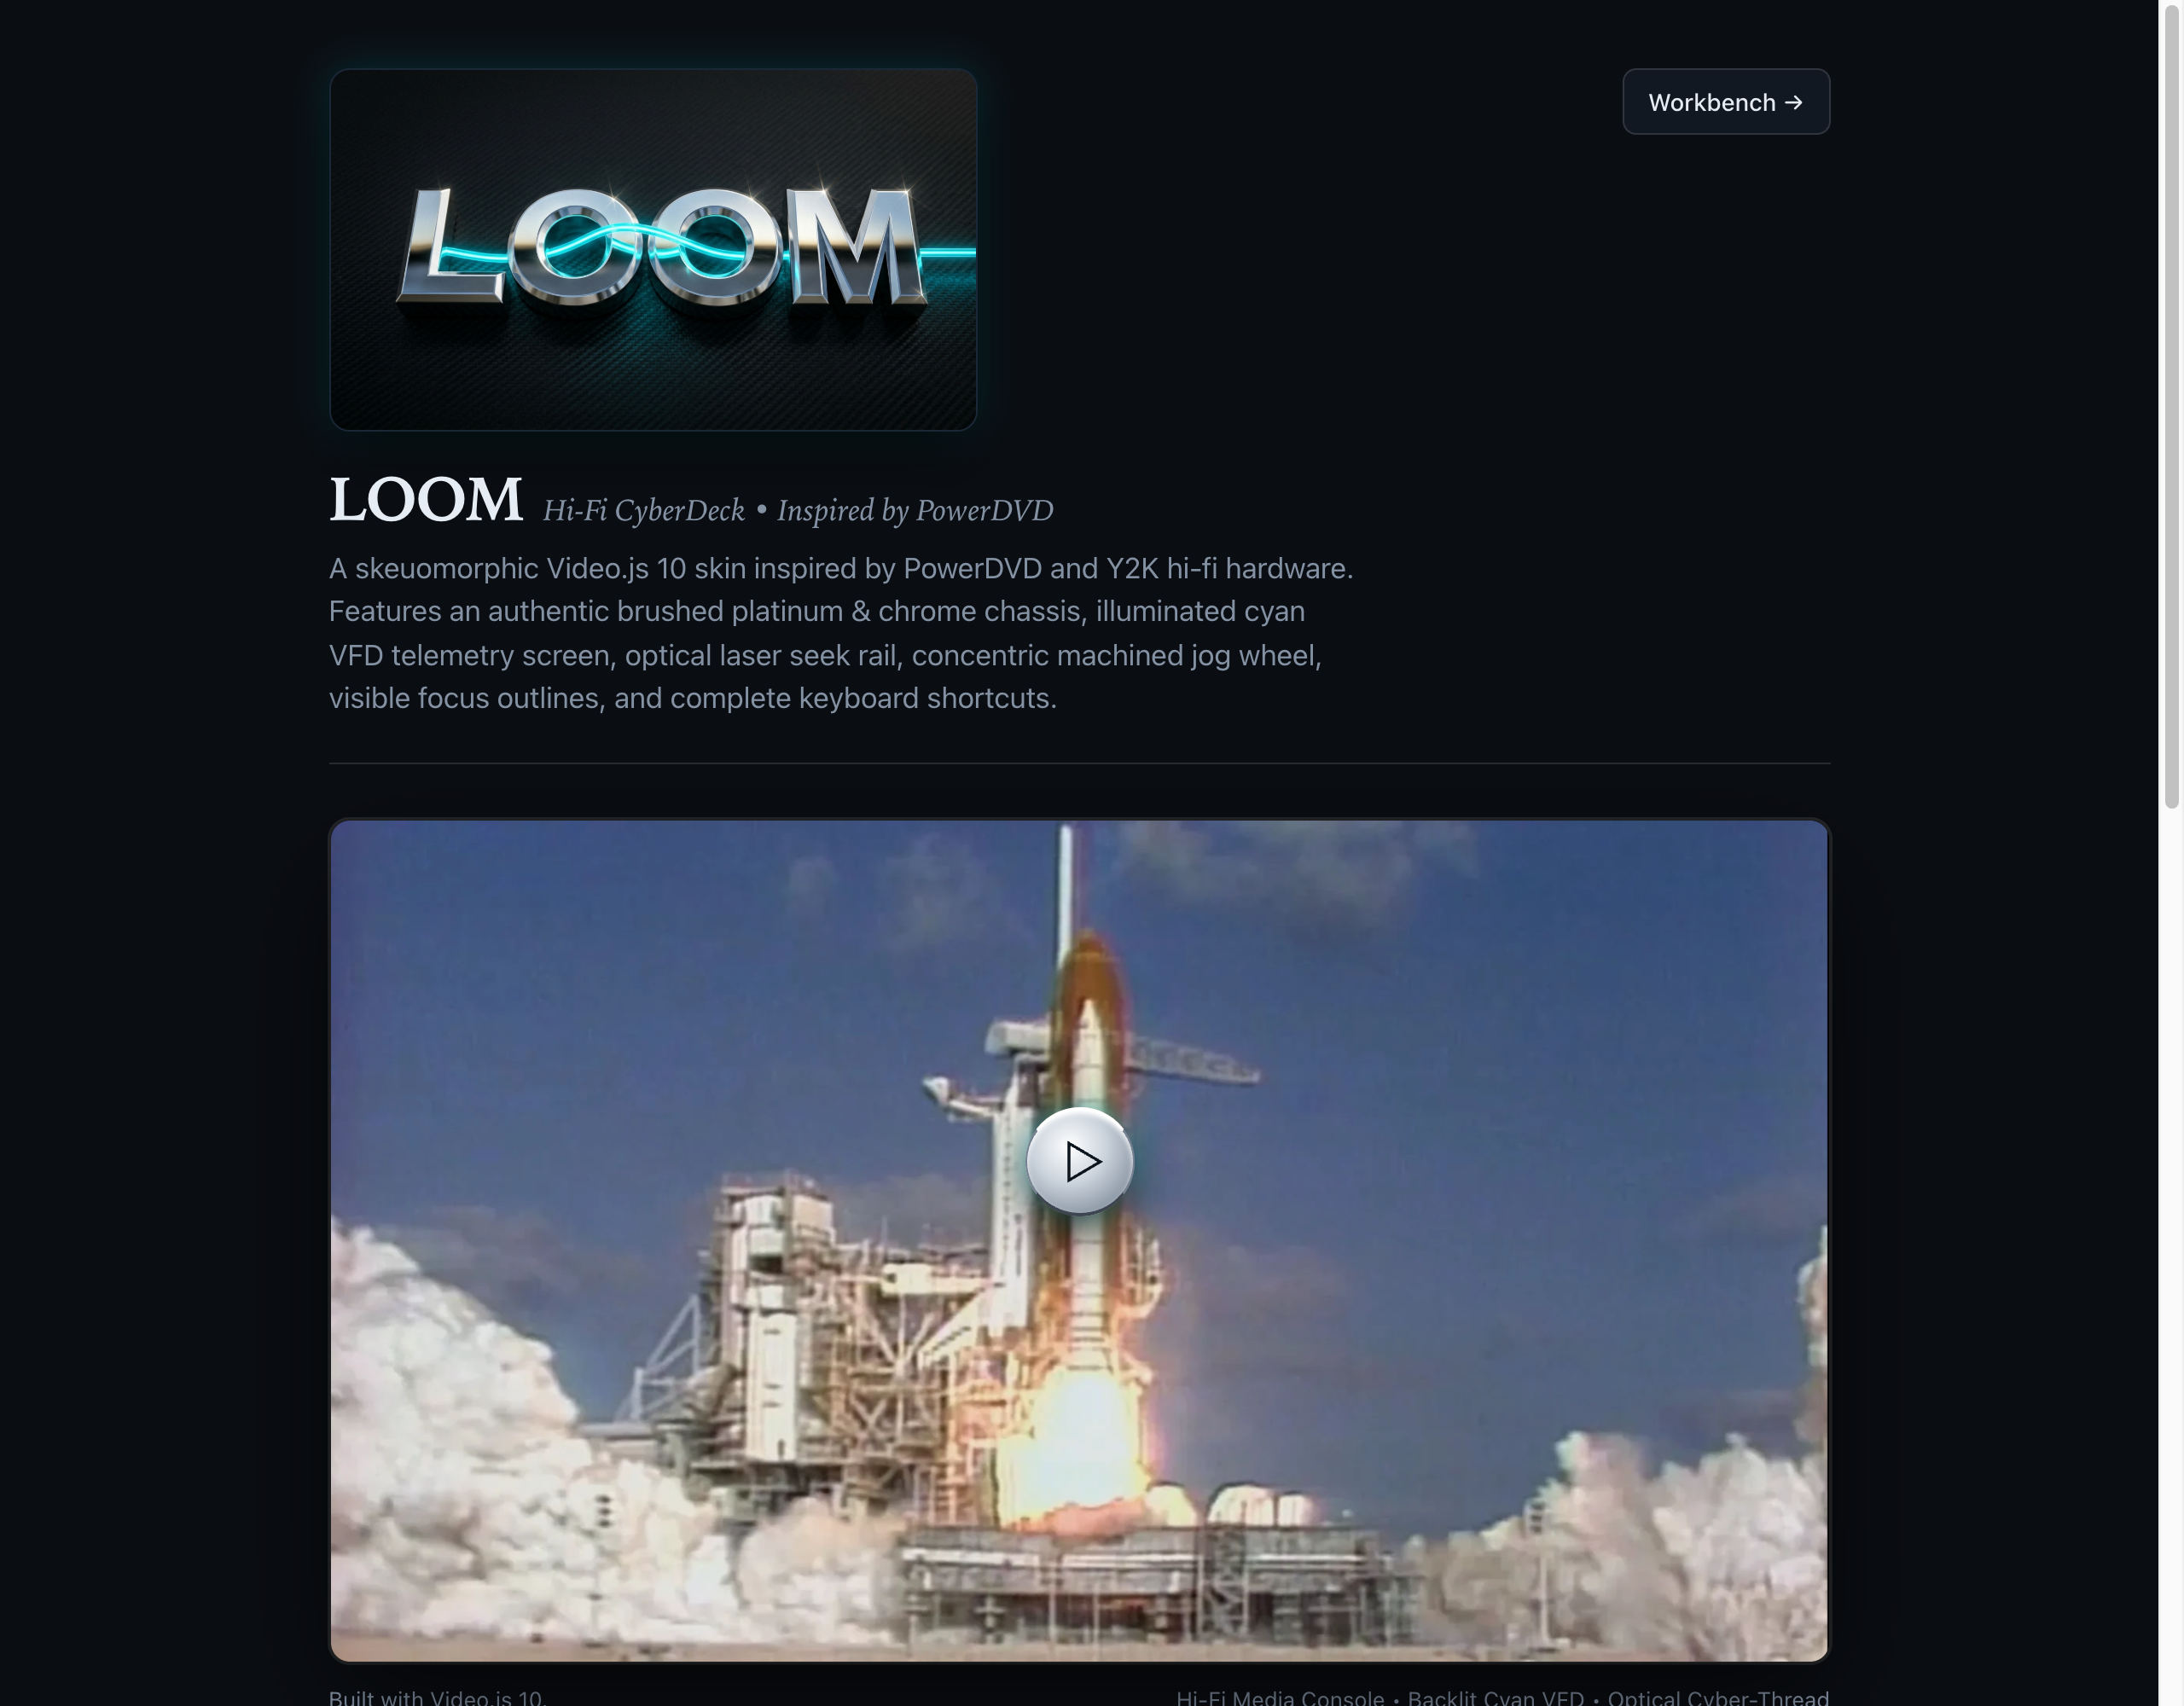 LOOM
Workbench →
LOOM Hi-Fi CyberDeck • Inspired by PowerDVD
A skeuomorphic Video.js 10 skin inspired by PowerDVD and Y2K hi-fi hardware.
Features an authentic brushed platinum & chrome chassis, illuminated cyan
VFD telemetry screen, optical laser seek rail, concentric machined jog wheel,
visible focus outlines, and complete keyboard shortcuts.
Built with Video.js 10.
Hi-Fi Media Console • Backlit Cyan VFD • Optical Cyber-Thread